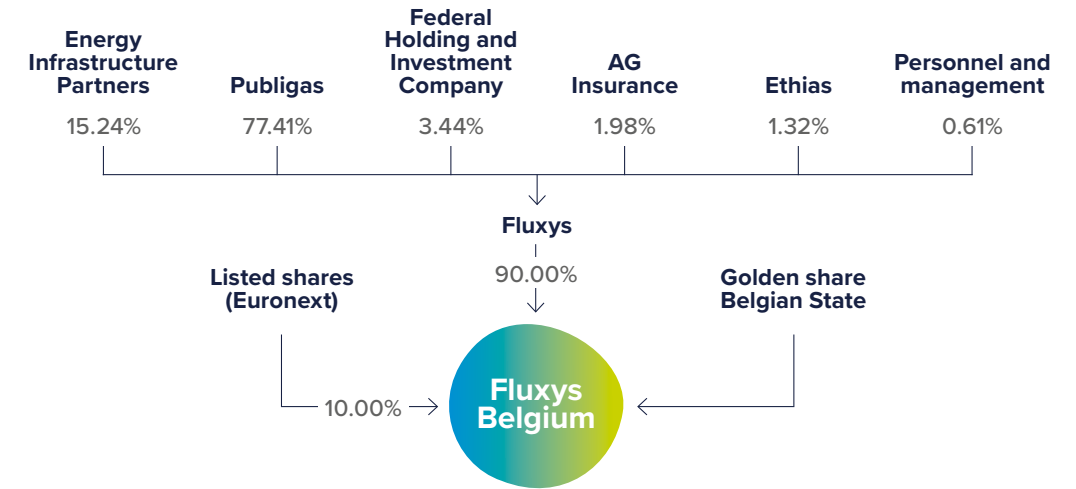 Energy
Infrastructure
Partners
15.24%
Publigas
77.41%
Federal
Holding and
Investment
Company
3.44%
AG
Insurance
1.98%
Ethias
1.32%
Personnel and
management
0.61%
Fluxys
90.00%
Listed shares
(Euronext)
10.00%
Golden share
Belgian State
Fluxys
Belgium